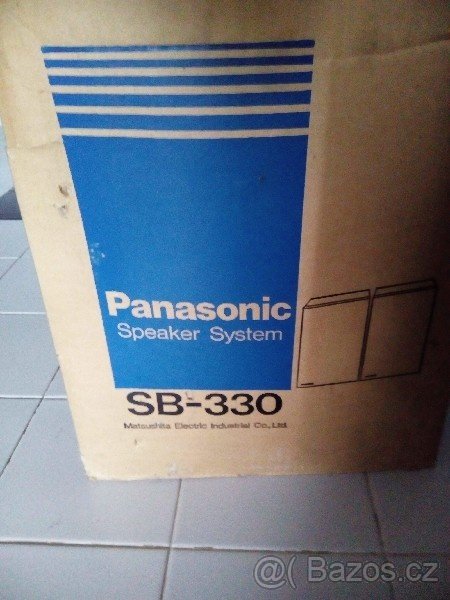 Panasonic
Speaker System
SB-330
Matsushita Electric Industrial Co., Ltd.
@( Bazos.cz